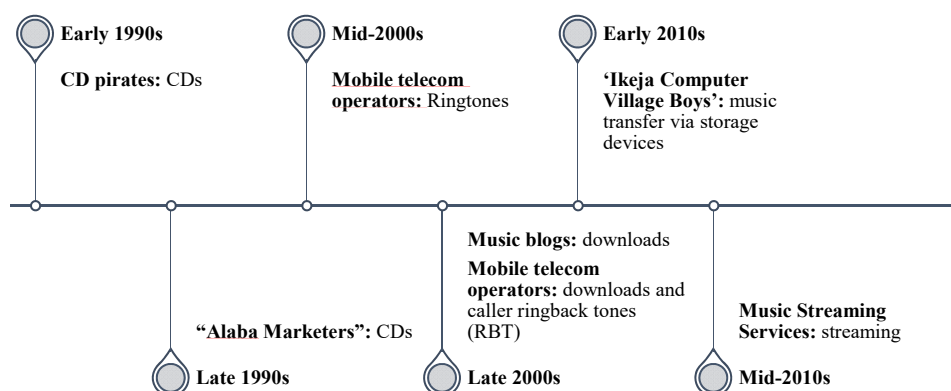 Early 1990s
CD pirates: CDs
Mid-2000s
Mobile telecom
operators: Ringtones
Early 2010s
‘Ikeja Computer
Village Boys’: music
transfer via storage
devices
“Alaba Marketers”: CDs
Late 1990s
Music blogs: downloads
Mobile telecom
operators: downloads and
caller ringback tones
(RBT)
Late 2000s
Music Streaming
Services: streaming
Mid-2010s